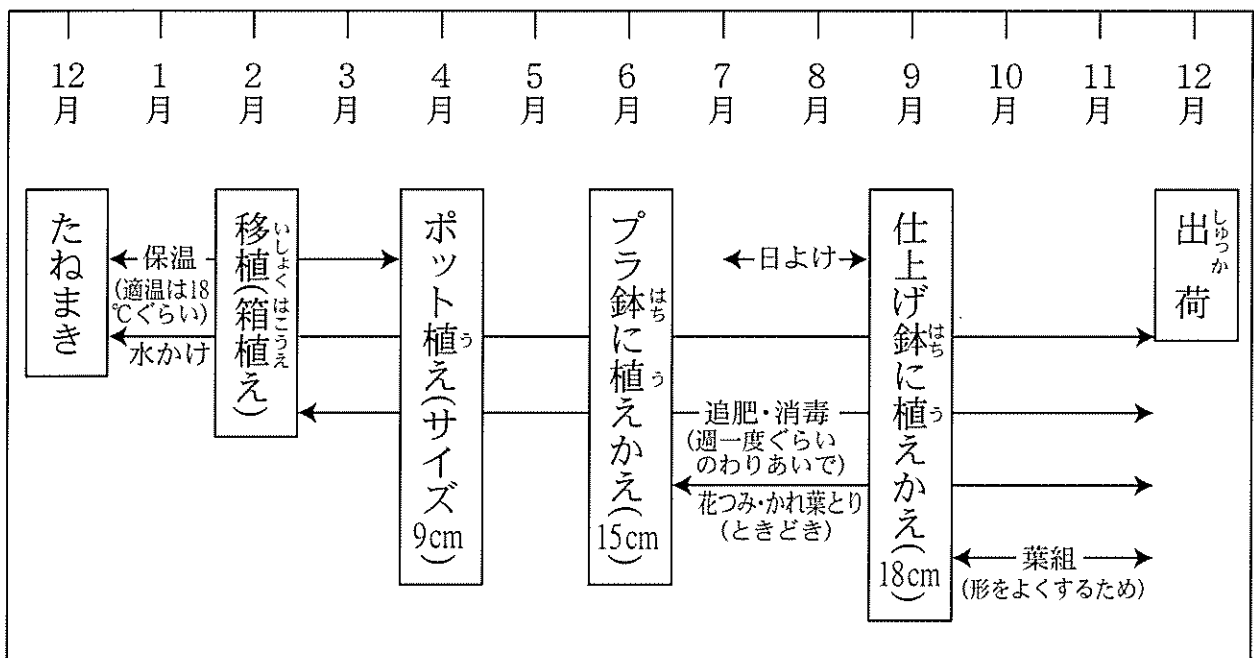 12月
1月
2月
3月
4月
5月
6月
7月
8月
9月
10月
11月
12月
たねまき
保温
(適温は18
℃ぐらい)
水かけ
移植(箱植え)
いしょく はこうえ
ポット植え(サイズ9cm)
う
プラ鉢に植えかえ(15cm)
はち う
日よけ
追肥・消毒
(週一度ぐらい
のわりあいで)
花つみ・かれ葉とり
(ときどき)
仕上げ鉢に植えかえ(18cm)
はち う
葉組
(形をよくするため)
出荷
しゅっか